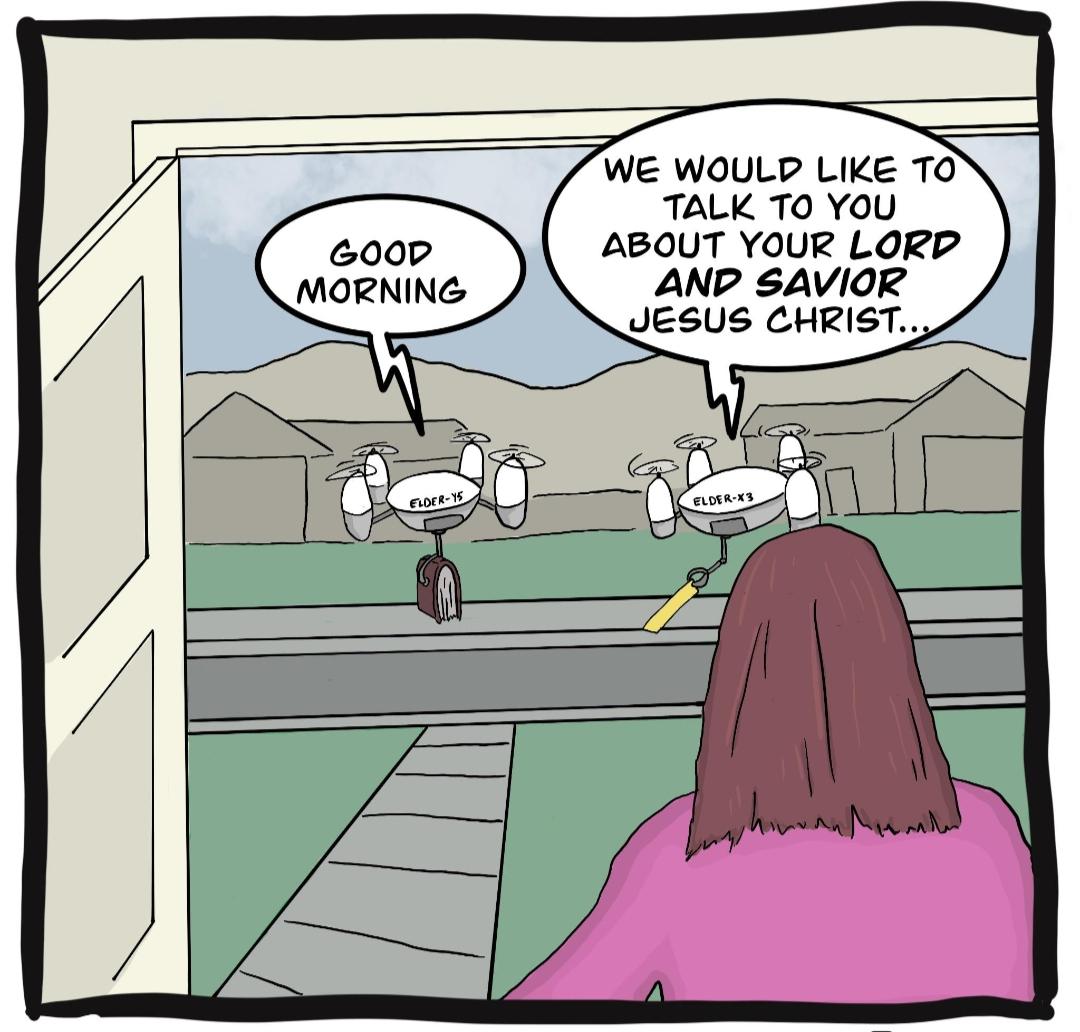 GOOD
MORNING
WE WOULD LIKE TO
TALK TO YOU
ABOUT YOUR LORD
AND SAVIOR
JESUS CHRIST...
ELDER-Y5
ELDER-X3